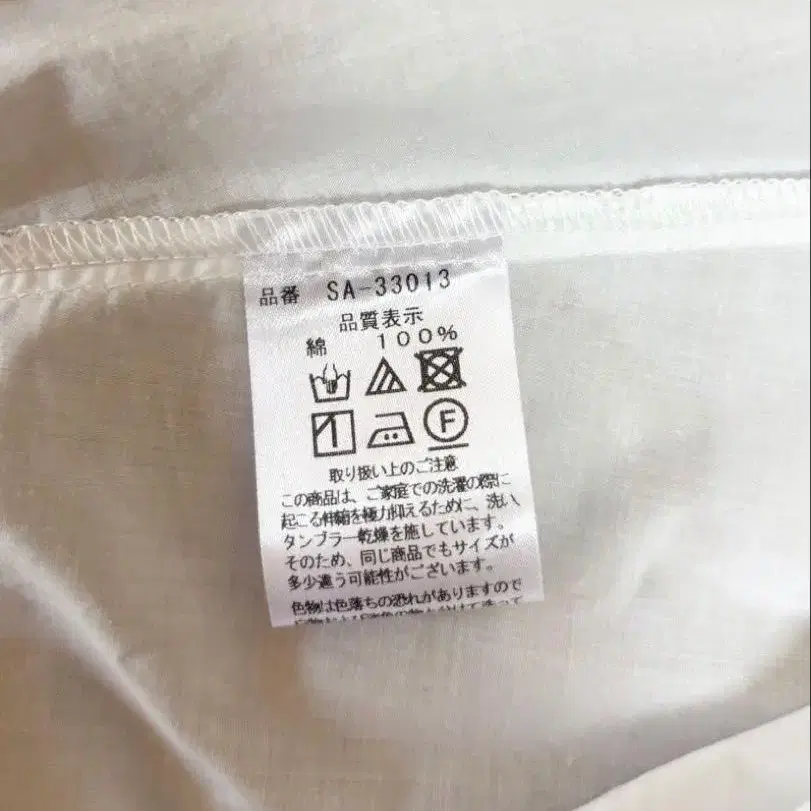 品番 SA-33013
品質表示
綿 100%
F
取り扱い上のご注意
この商品は、ご家庭での洗濯の際に
起こる伸縮を極力抑えるために、洗い
タンブラー乾燥を施しています。
そのため、同じ商品でもサイズが
多少違う可能性がございます。
色物は色落ちの恐れがありますので